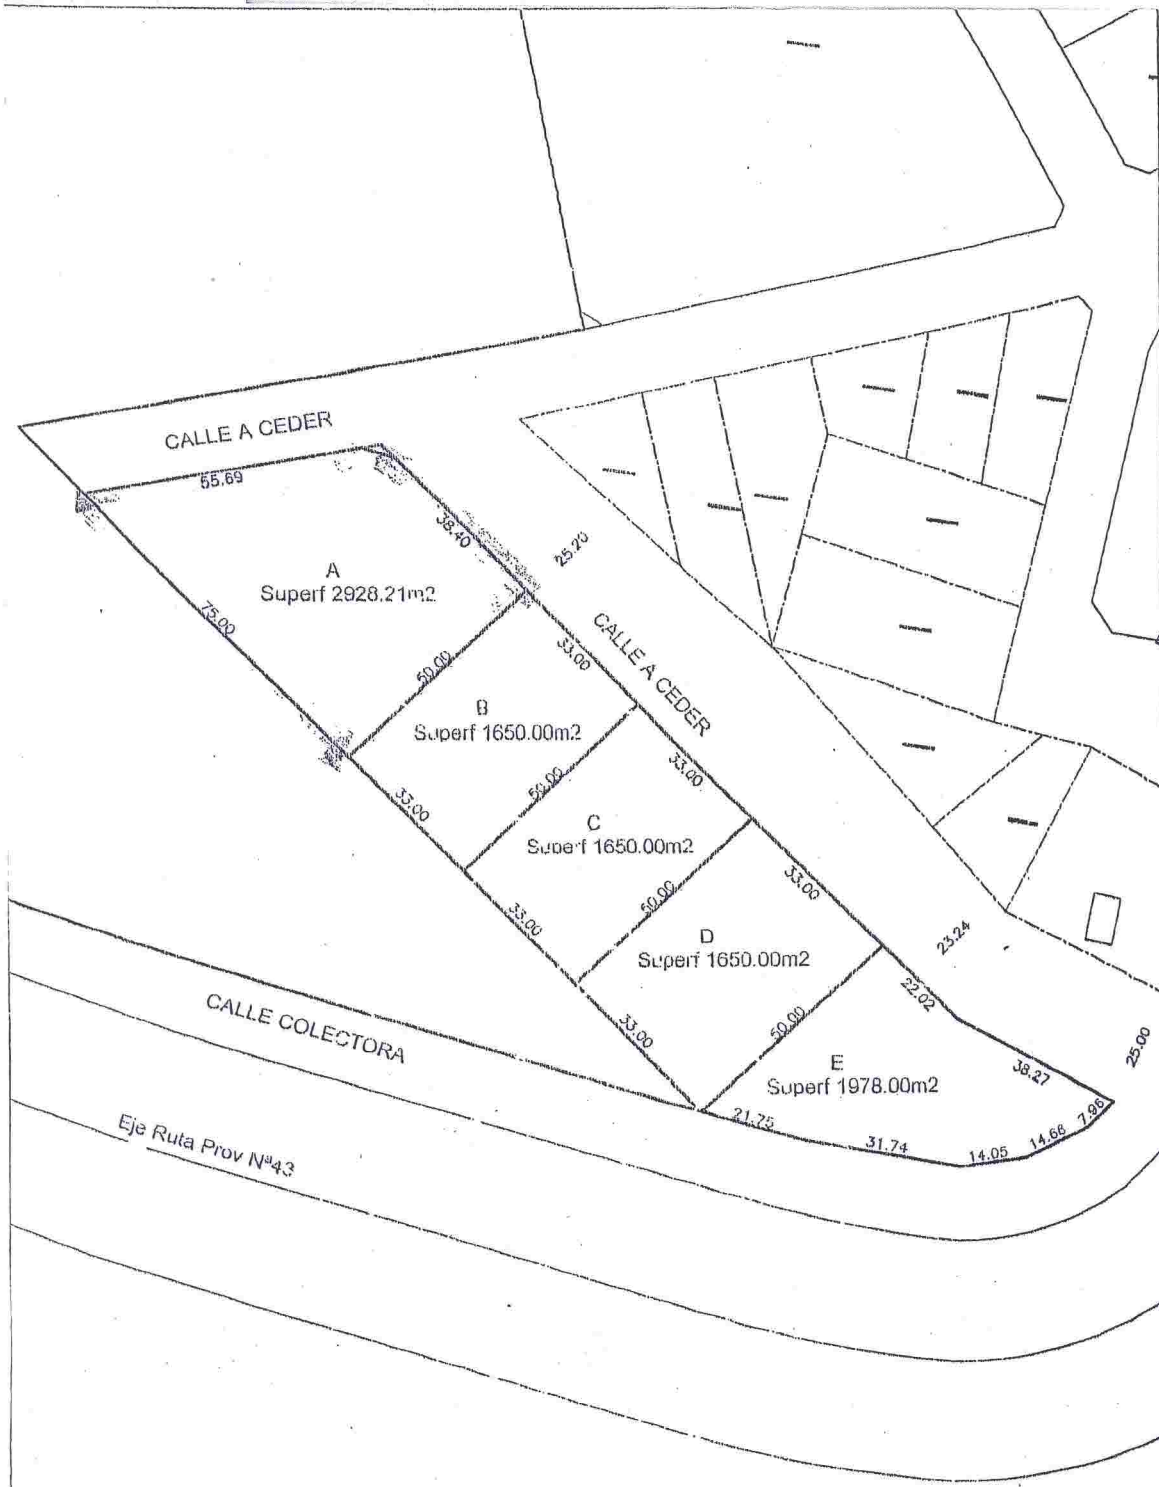 CALLE A CEDER
55.69
38.40
25.20
A
Superf 2928.21m2
75.00
50.00
33.00
CALLE A CEDER
B
Superf 1650.00m2
33.00
50.00
33.00
C
Superf 1650.00m2
33.00
50.00
33.00
D
Superf 1650.00m2
33.00
50.00
23.24
22.02
E
Superf 1978.00m2
38.27
25.00
21.75
31.74
14.05
14.68
7.96
CALLE COLECTORA
Eje Ruta Prov Nª43